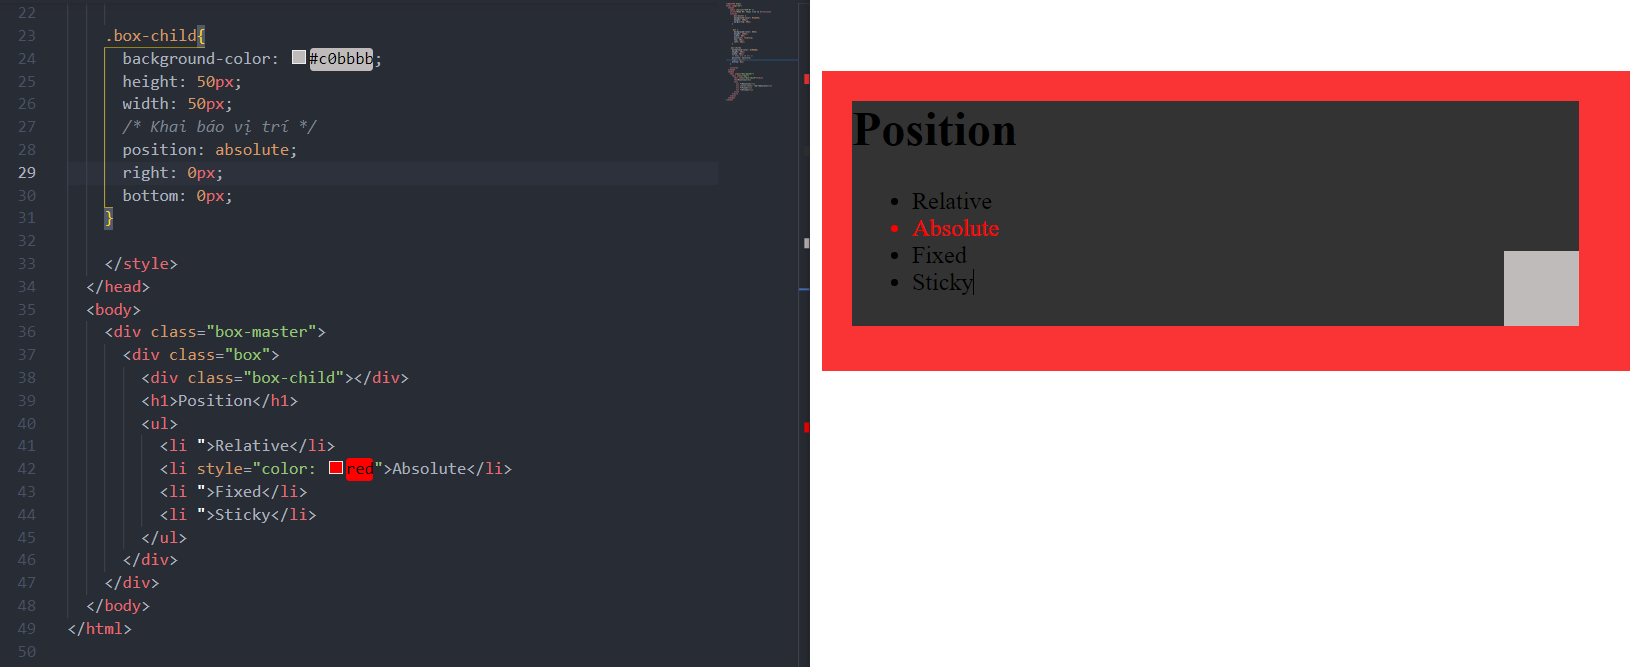 22
23 .box-child{
24 background-color: #c0bbbb;
25 height: 50px;
26 width: 50px;
27 /* Khai báo vị trí */
28 position: absolute;
29 right: 0px;
30 bottom: 0px;
31 }
32
33 </style>
34 </head>
35 <body>
36 <div class="box-master">
37 <div class="box">
38 <div class="box-child"></div>
39 <h1>Position</h1>
40 <ul>
41 <li ">Relative</li>
42 <li style="color: red">Absolute</li>
43 <li ">Fixed</li>
44 <li ">Sticky</li>
45 </ul>
46 </div>
47 </div>
48 </body>
49 </html>
50
Position
• Relative
• Absolute
• Fixed
• Sticky